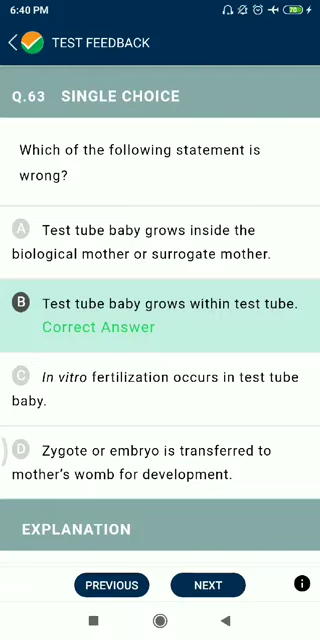 6:40 PM
70
TEST FEEDBACK
Q.63 SINGLE CHOICE
Which of the following statement is
wrong?
A Test tube baby grows inside the
biological mother or surrogate mother.
B Test tube baby grows within test tube.
Correct Answer
C In vitro fertilization occurs in test tube
baby.
D Zygote or embryo is transferred to
mother's womb for development.
EXPLANATION
PREVIOUS NEXT